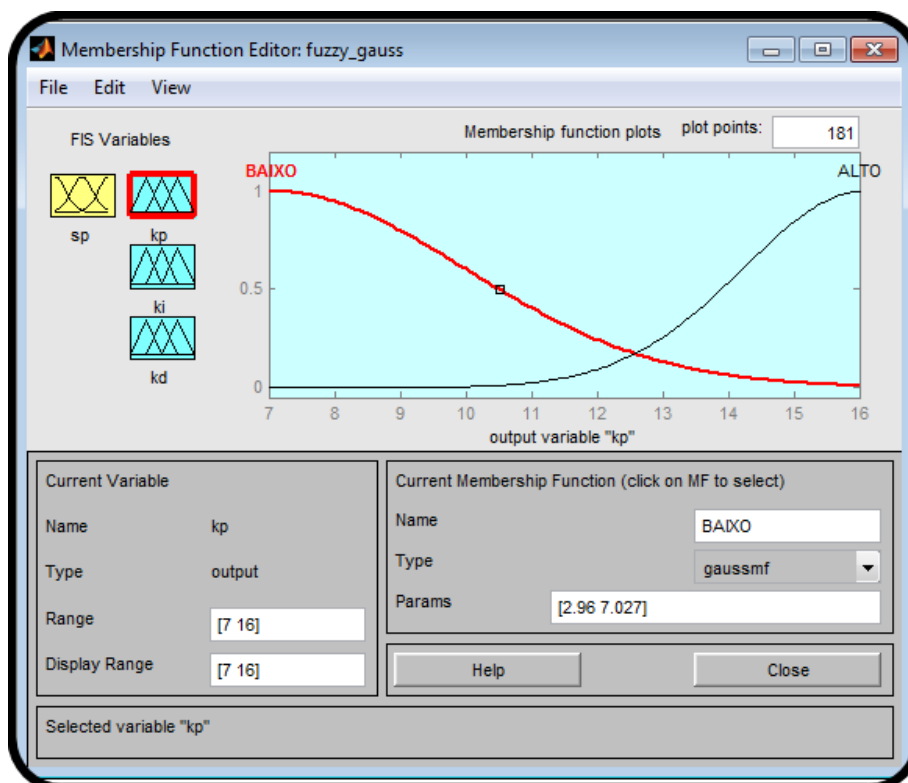 Membership Function Editor: fuzzy_gauss
File Edit View
FIS Variables
Membership function plots plot points: 181
sp
kp
ki
kd
BAIXO
ALTO
1
0.5
0
7 8 9 10 11 12 13 14 15 16
output variable "kp"
Current Variable
Name kp
Type output
Range [7 16]
Display Range [7 16]
Current Membership Function (click on MF to select)
Name BAIXO
Type gaussmf
Params [2.96 7.027]
Help Close
Selected variable "kp"